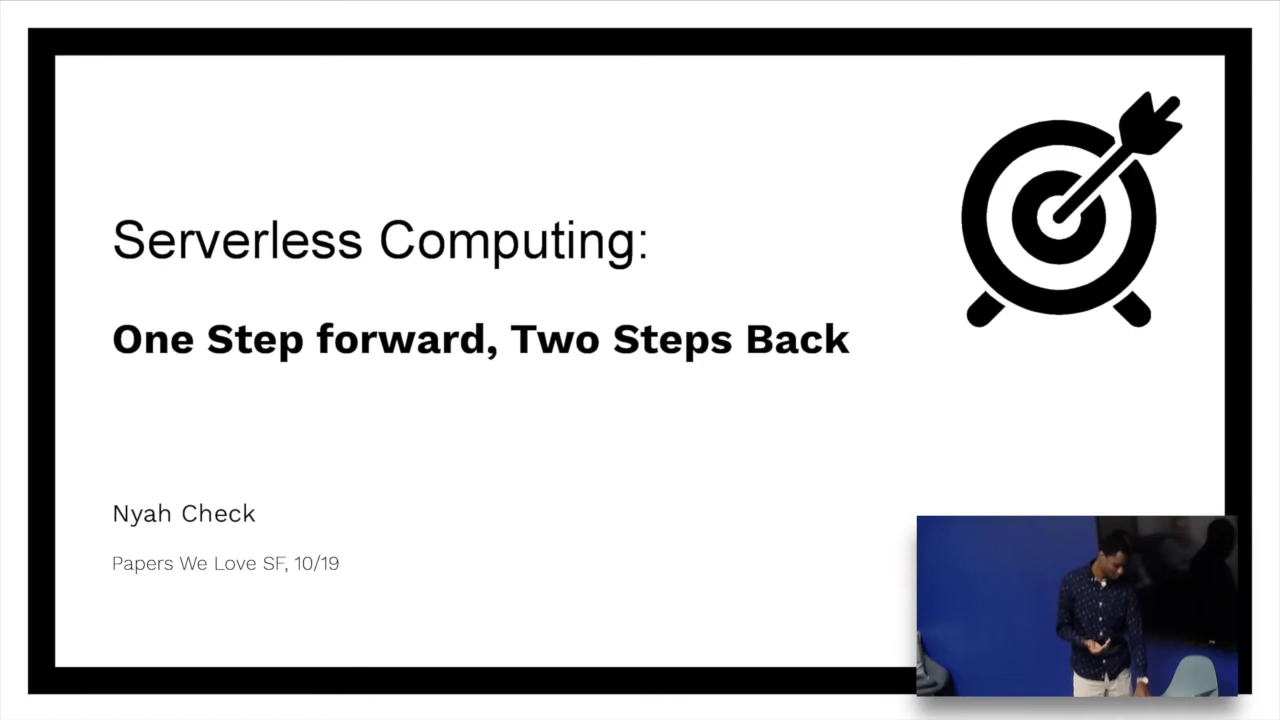 Serverless Computing:
One Step forward, Two Steps Back
Nyah Check
Papers We Love SF, 10/19